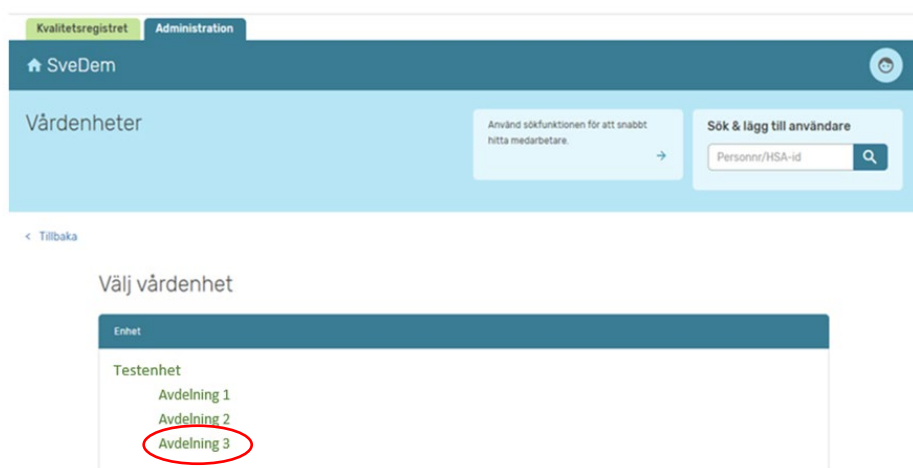 Kvalitetsregistret
Administration
SveDem
Vårdenheter
Använd sökfunktionen för att snabbt
hitta medarbetare.
Sök & lägg till användare
Personnr/HSA-id
< Tillbaka
Välj vårdenhet
Enhet
Testenhet
Avdelning 1
Avdelning 2
Avdelning 3